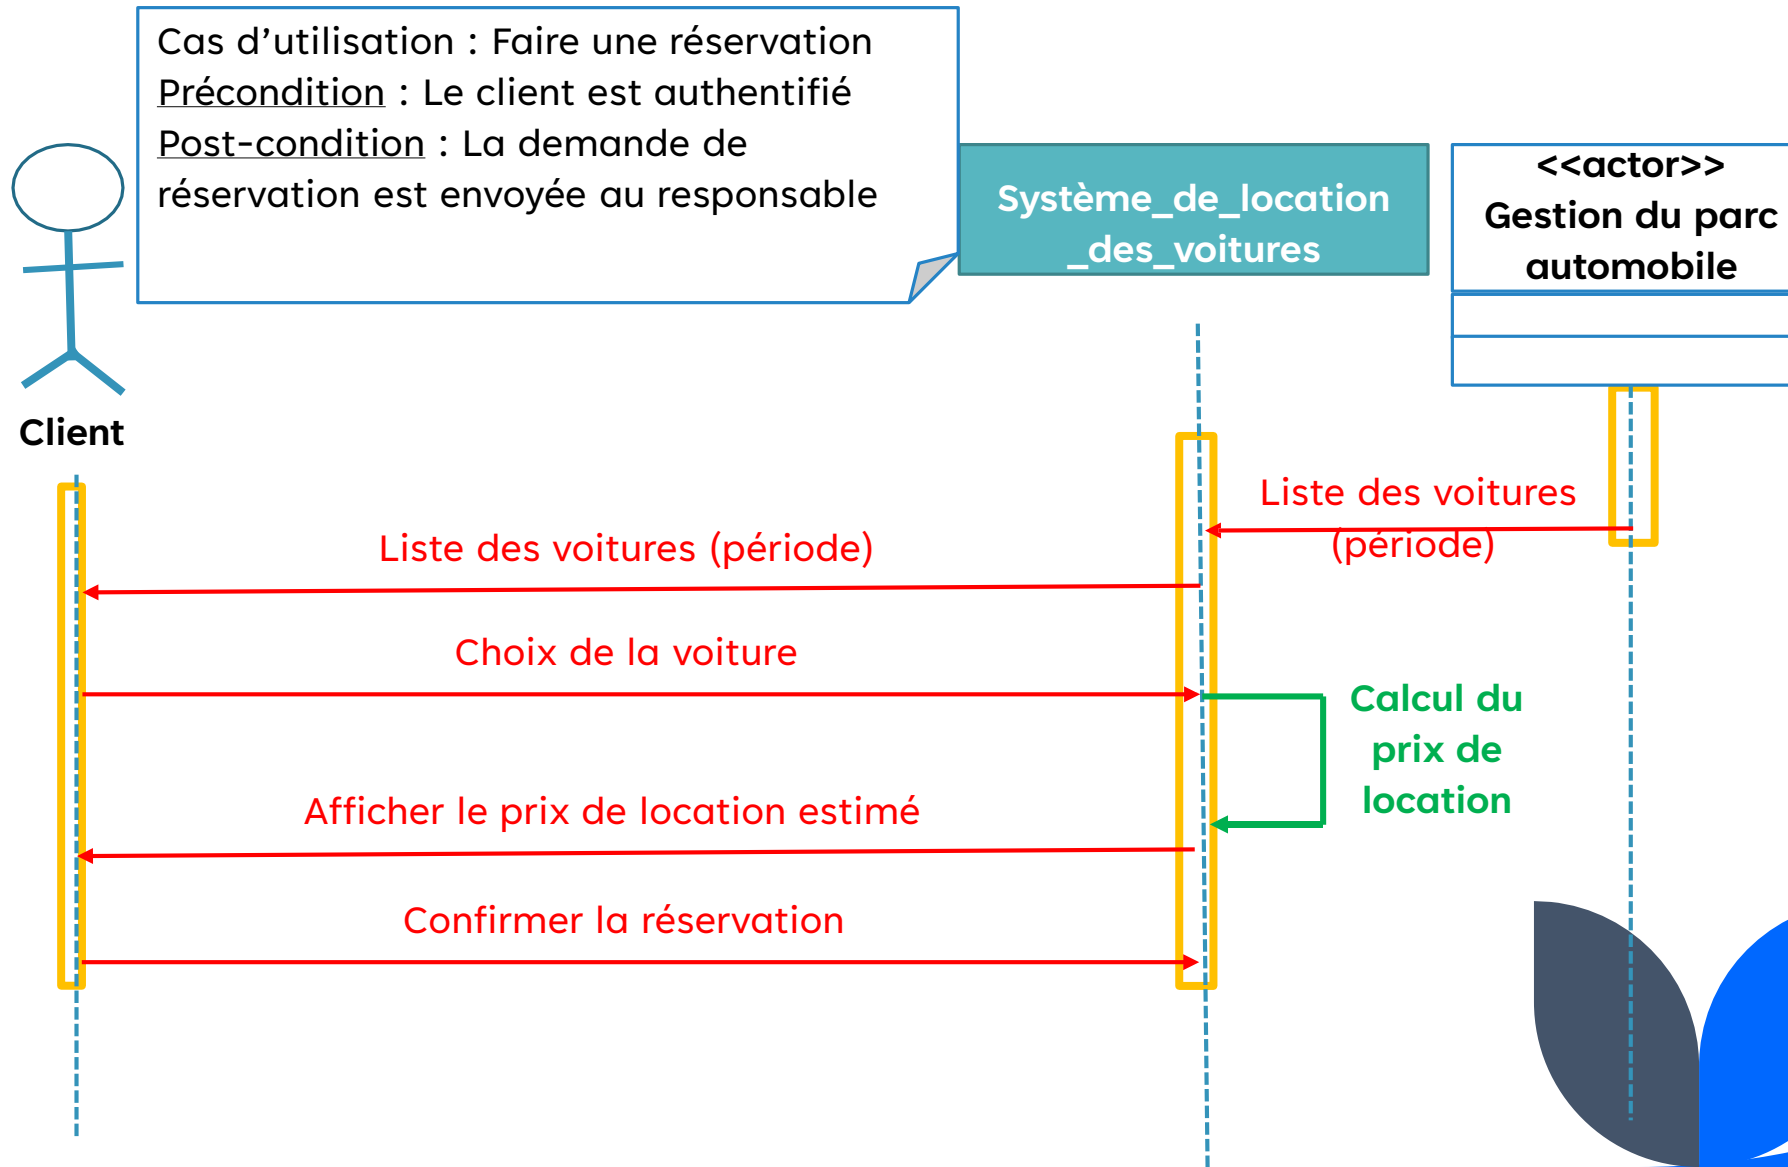 Cas d’utilisation : Faire une réservation
Précondition : Le client est authentifié
Post-condition : La demande de
réservation est envoyée au responsable
Système_de_location
_des_voitures
<<actor>>
Gestion du parc
automobile
Client
Liste des voitures
(période)
Liste des voitures (période)
Choix de la voiture
Calcul du
prix de
location
Afficher le prix de location estimé
Confirmer la réservation